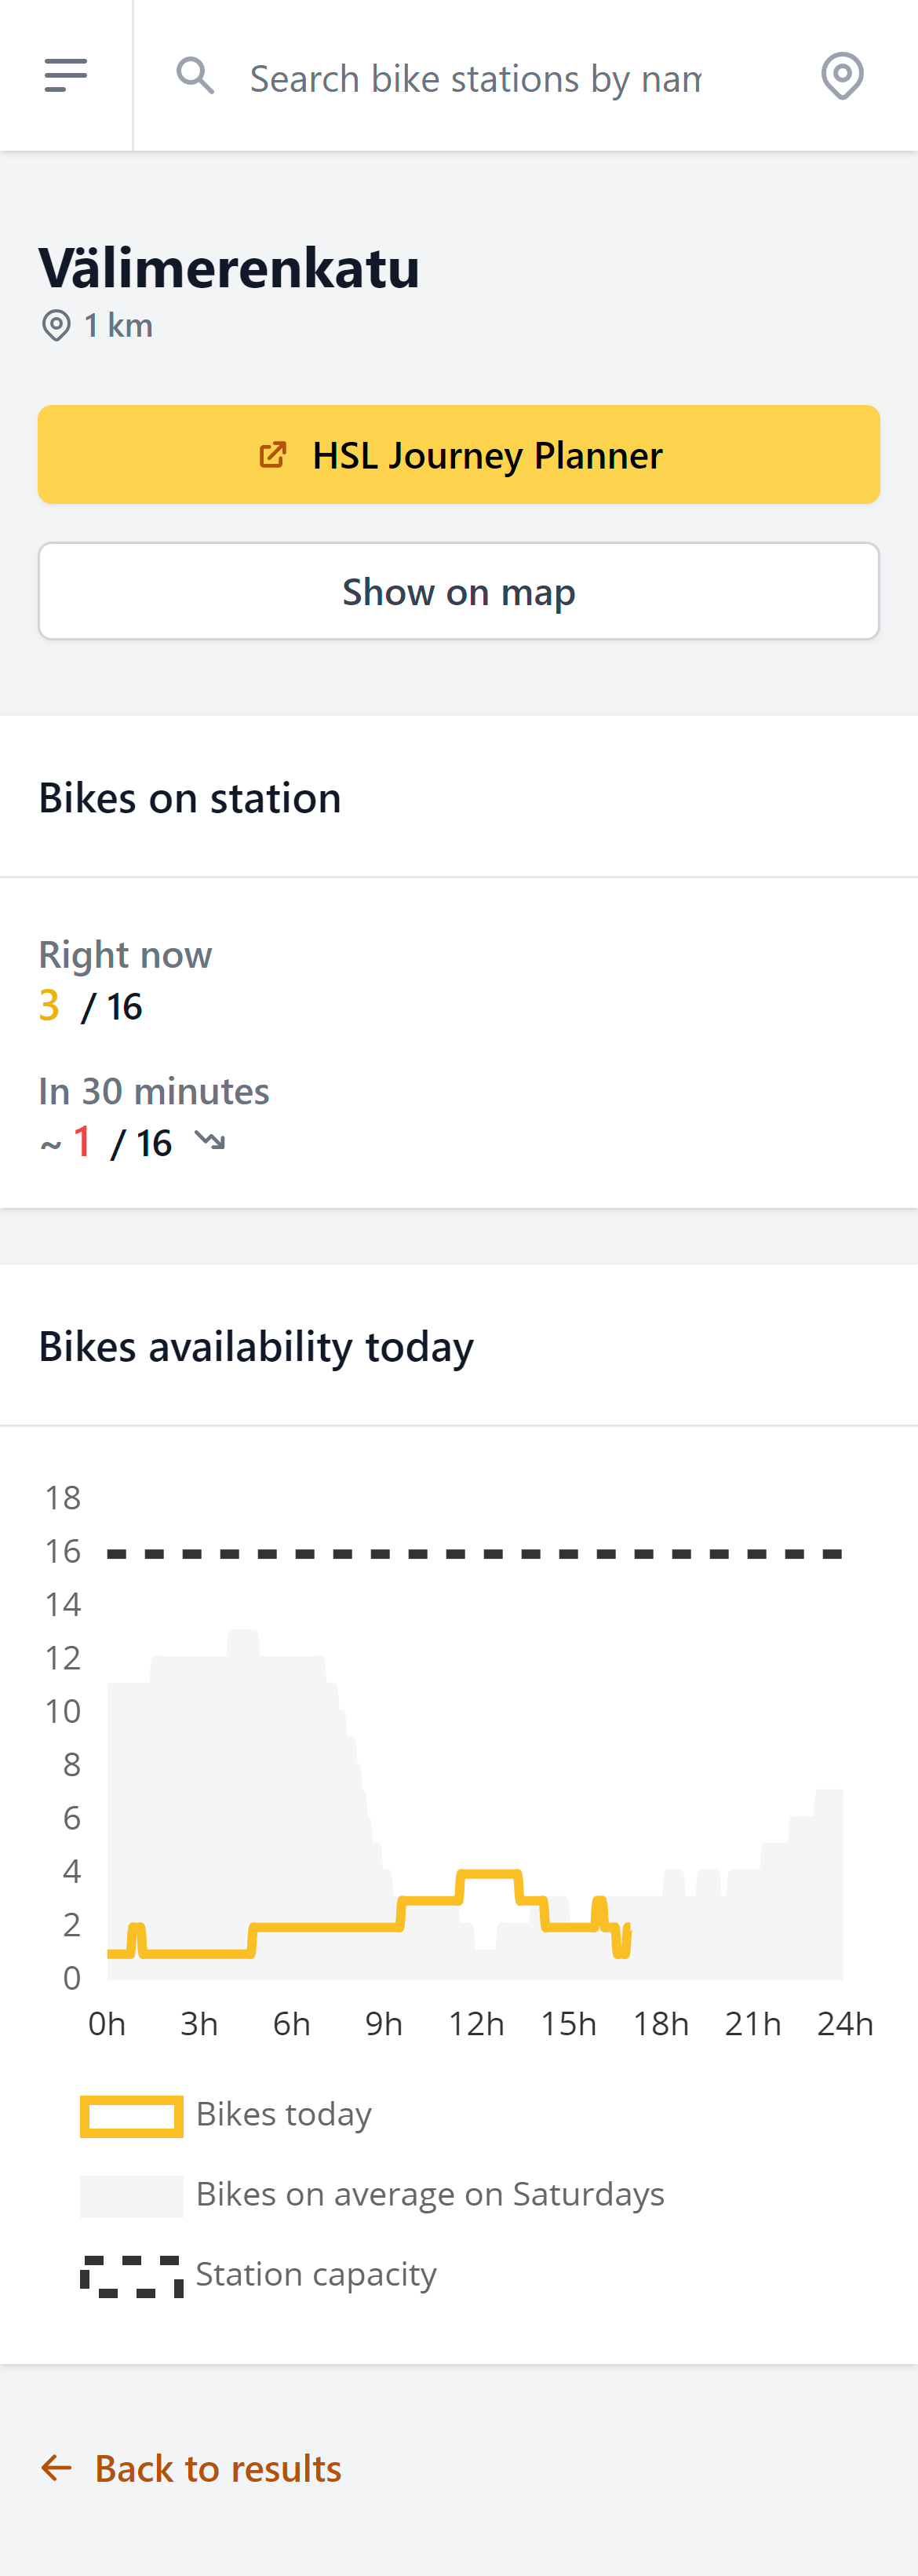 Search bike stations by nam
Välimerenkatu
1 km
HSL Journey Planner
Show on map
Bikes on station
Right now
3 / 16
In 30 minutes
~ 1 / 16
Bikes availability today
18
16
14
12
10
8
6
4
2
0
0h 3h 6h 9h 12h 15h 18h 21h 24h
Bikes today
Bikes on average on Saturdays
Station capacity
Back to results